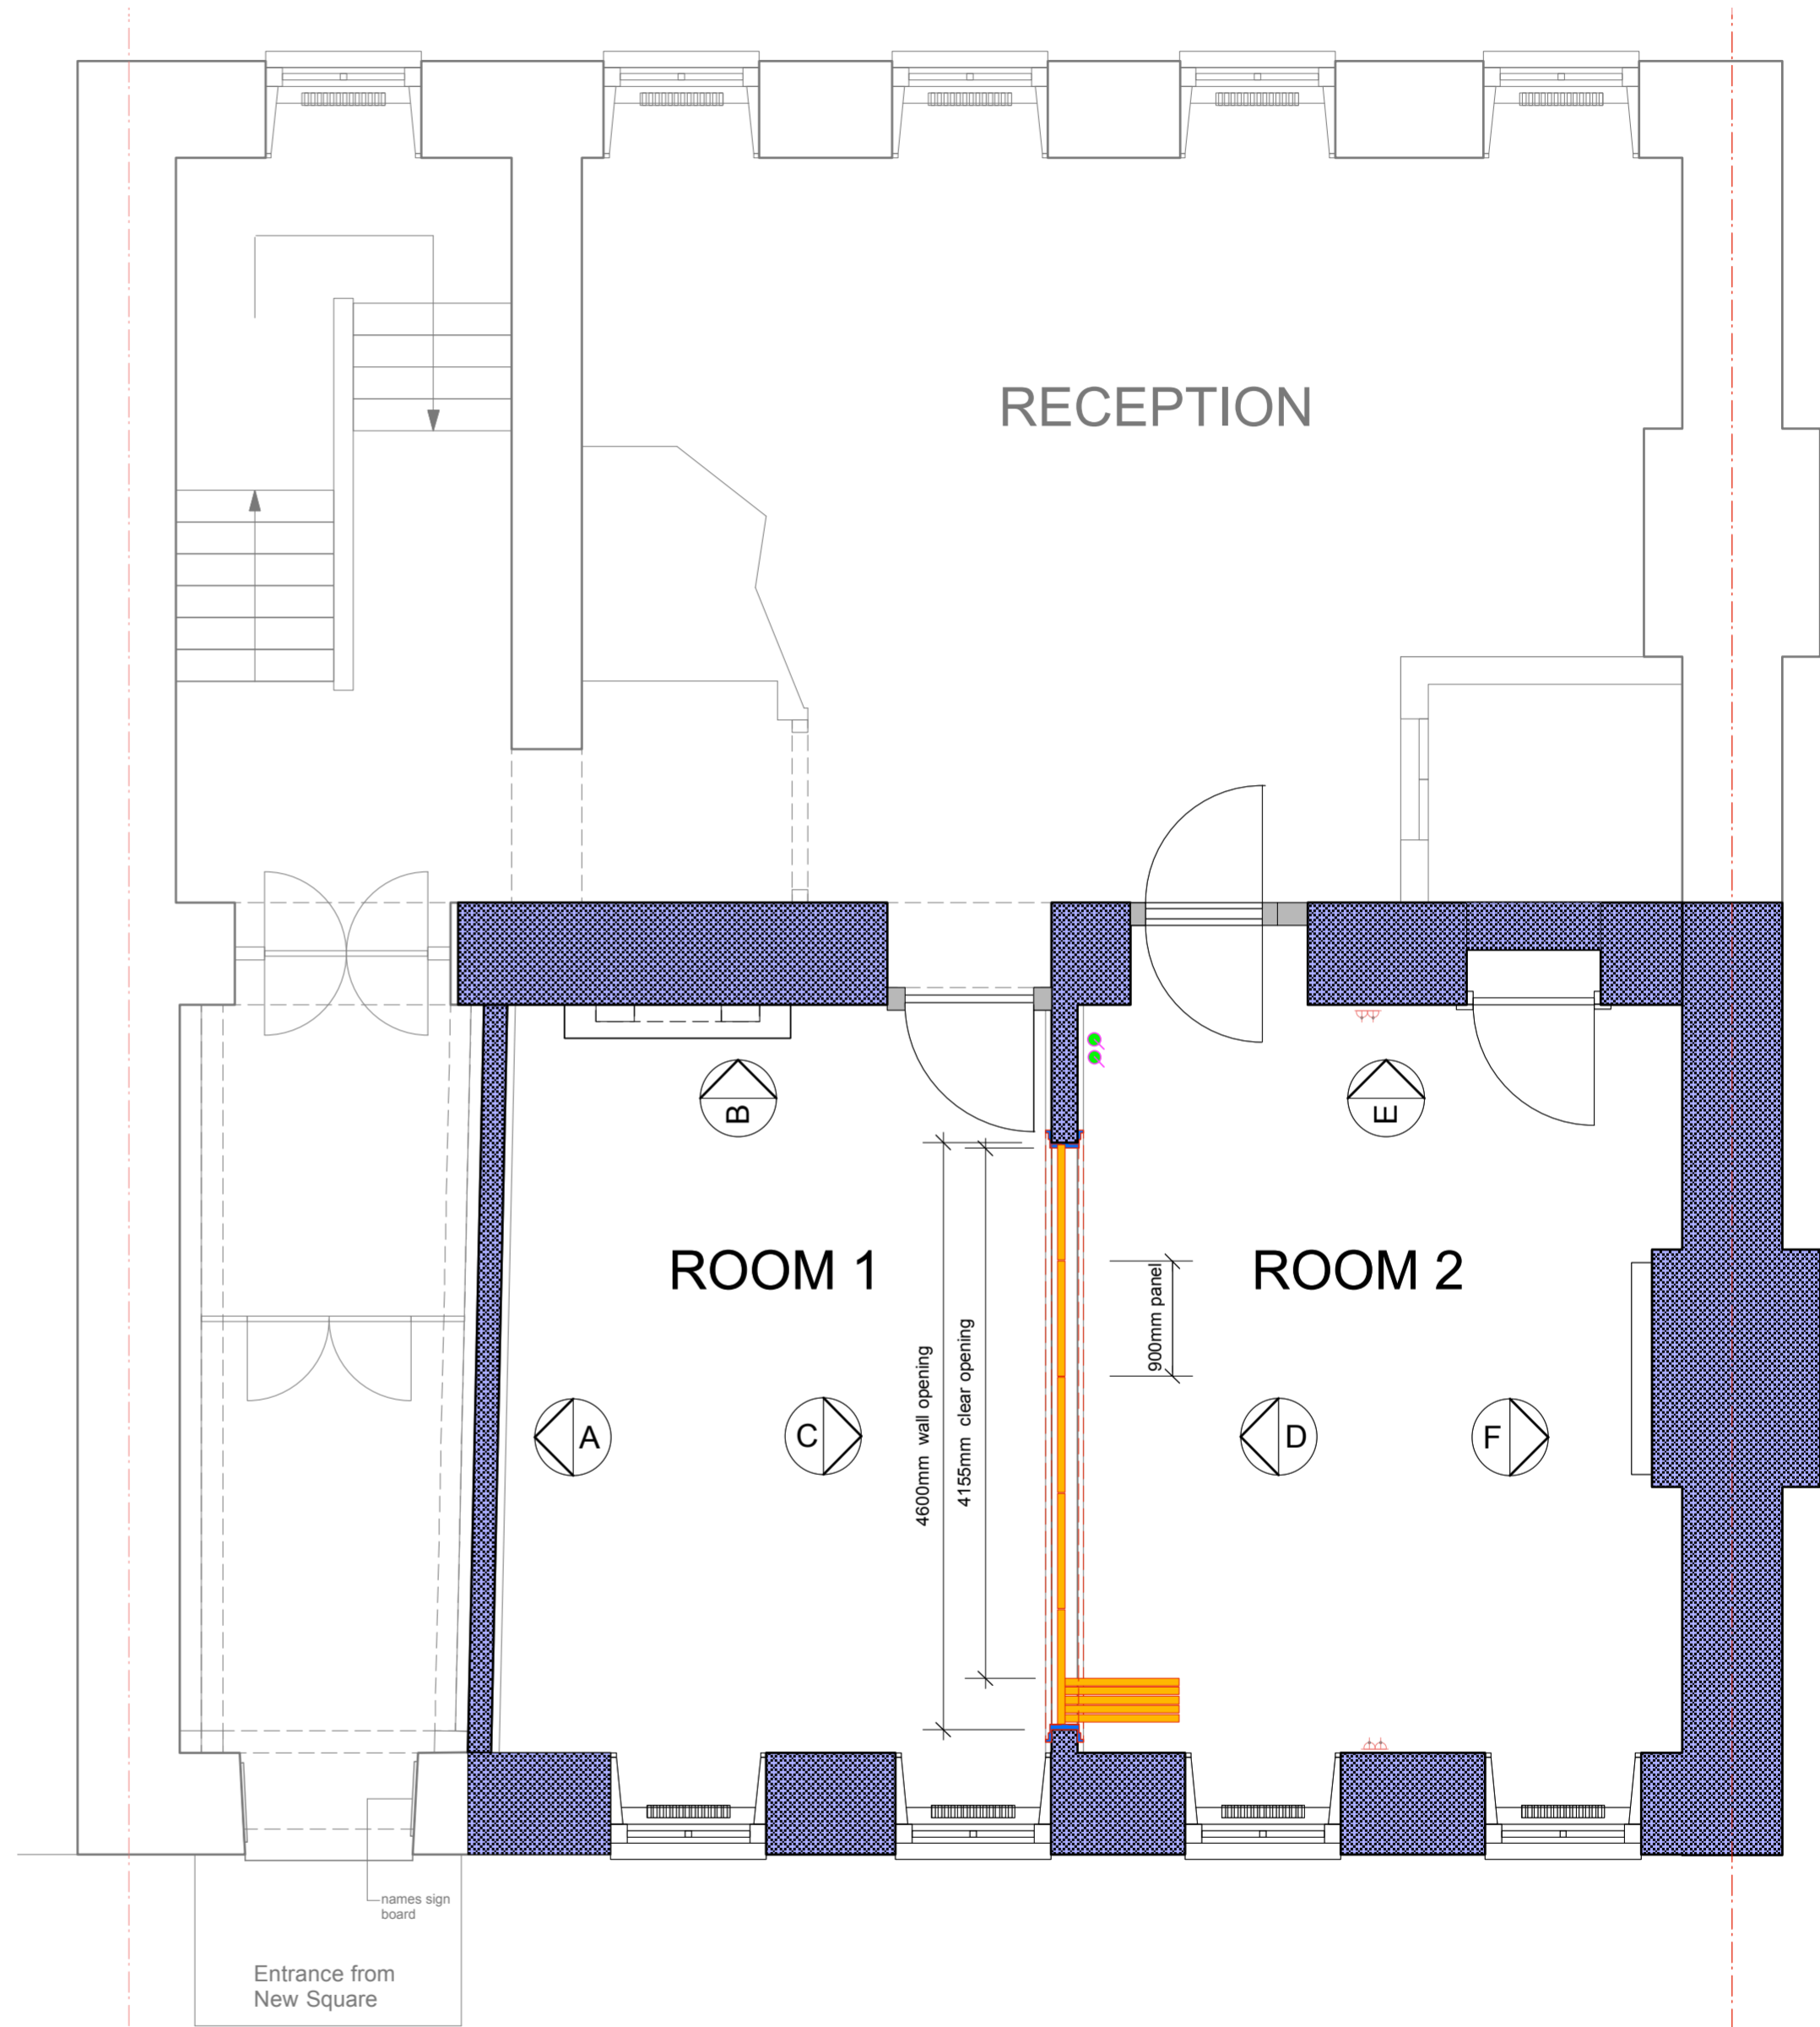 RECEPTION
B
E
ROOM 1
ROOM 2
900mm panel
4600mm wall opening
4155mm clear opening
A
C
D
F
names sign
board
Entrance from
New Square